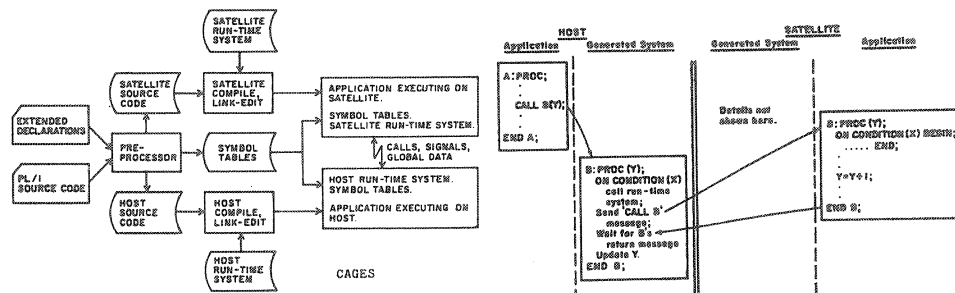 SATELLITE
RUN-TIME
SYSTEM
SATELLITE
SOURCE
CODE
SATELLITE
COMPILE,
LINK-EDIT
EXTENDED
DECLARATIONS
PL/I
SOURCE CODE
PRE-
PROCESSOR
SYMBOL
TABLES
APPLICATION EXECUTING ON
SATELLITE.
SYMBOL TABLES.
SATELLITE RUN-TIME SYSTEM.
CALLS, SIGNALS,
GLOBAL DATA
HOST RUN-TIME SYSTEM.
SYMBOL TABLES.
APPLICATION EXECUTING ON
HOST.
HOST
SOURCE
CODE
HOST
COMPILE,
LINK-EDIT
HOST
RUN-TIME
SYSTEM
CAGES
HOST
Application
Generated System
A: PROC;
.
.
CALL B(Y);
.
.
END A;
B: PROC (Y);
ON CONDITION (X)
call run-time
system;
Send 'CALL B'
message;
Wait for B's
return message
Update Y.
END B;
SATELLITE
Generated System
Application
Details not
shown here.
B: PROC (Y);
ON CONDITION (X) BEGIN;
..... END;
.
.
Y=Y+1;
.
.
END B;